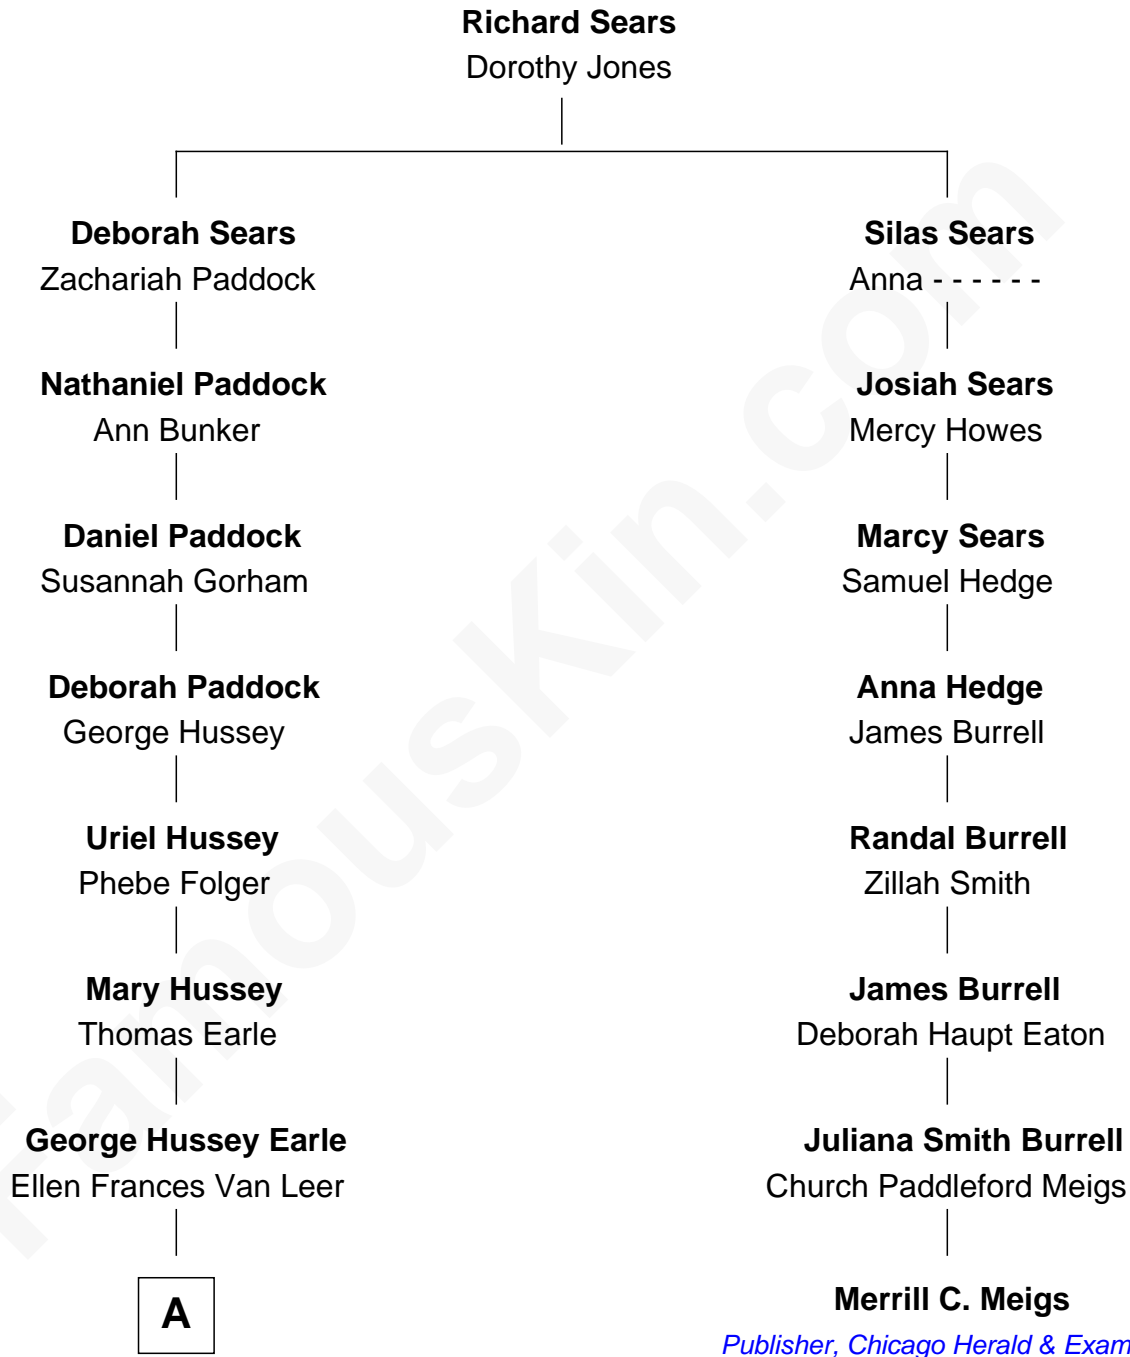 Richard Sears
Dorothy Jones
Deborah Sears
Zachariah Paddock
Nathaniel Paddock
Ann Bunker
Daniel Paddock
Susannah Gorham
Deborah Paddock
George Hussey
Uriel Hussey
Phebe Folger
Mary Hussey
Thomas Earle
George Hussey Earle
Ellen Frances Van Leer
A
Silas Sears
Anna - - - - - -
Josiah Sears
Mercy Howes
Marcy Sears
Samuel Hedge
Anna Hedge
James Burrell
Randal Burrell
Zillah Smith
James Burrell
Deborah Haupt Eaton
Juliana Smith Burrell
Church Paddleford Meigs
Merrill C. Meigs
Publisher, Chicago Herald & Exam
FamousKin.com